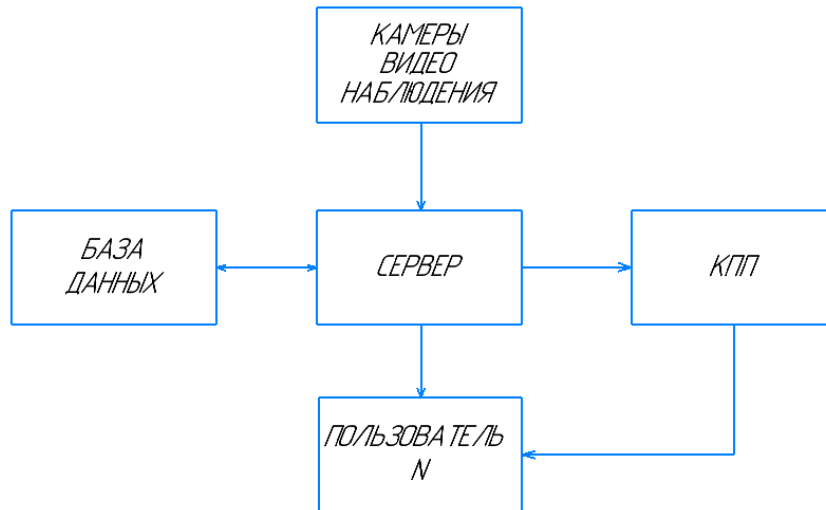 КАМЕРЫ
ВИДЕО
НАБЛЮДЕНИЯ
БАЗА
ДАННЫХ
СЕРВЕР
КПП
ПОЛЬЗОВАТЕЛЬ
N